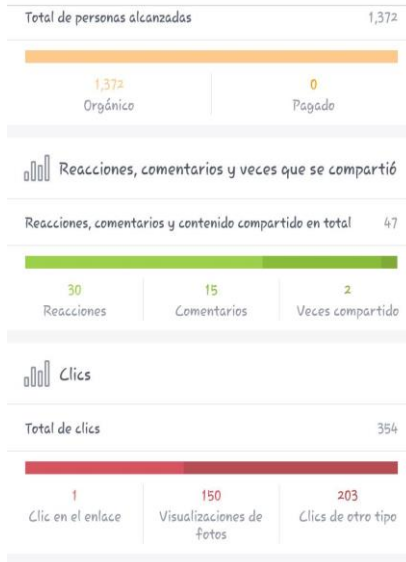 Total de personas alcanzadas 1,372
1,372 0
Orgánico Pagado
Reacciones, comentarios y veces que se compartió
Reacciones, comentarios y contenido compartido en total 47
30 15 2
Reacciones Comentarios Veces compartido
Clics
Total de clics 354
1 150 203
Clic en el enlace Visualizaciones de Clics de otro tipo
fotos